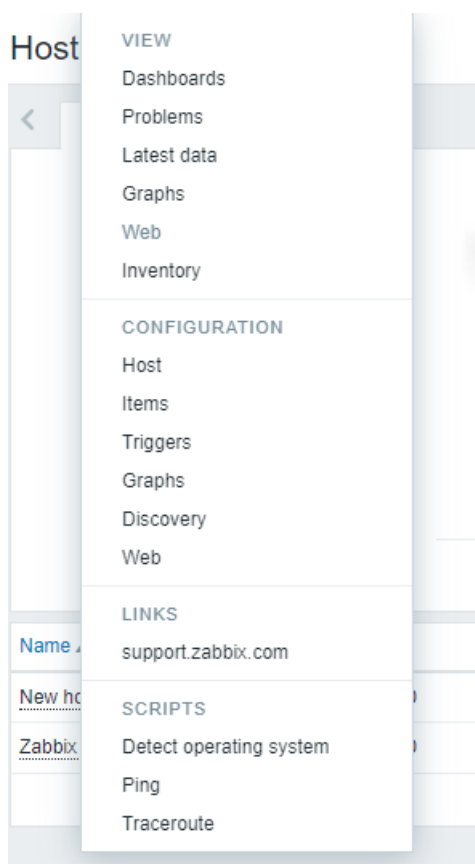 Host
VIEW
Dashboards
Problems
Latest data
Graphs
Web
Inventory
CONFIGURATION
Host
Items
Triggers
Graphs
Discovery
Web
LINKS
support.zabbix.com
SCRIPTS
Detect operating system
Ping
Traceroute
Name
New
Zabbix